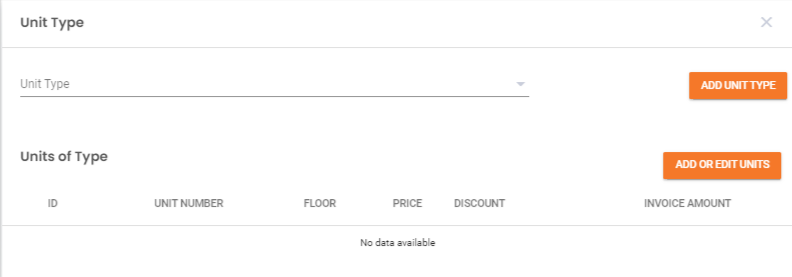 Unit Type
Unit Type
ADD UNIT TYPE
Units of Type
ADD OR EDIT UNITS
ID UNIT NUMBER FLOOR PRICE DISCOUNT INVOICE AMOUNT
No data available